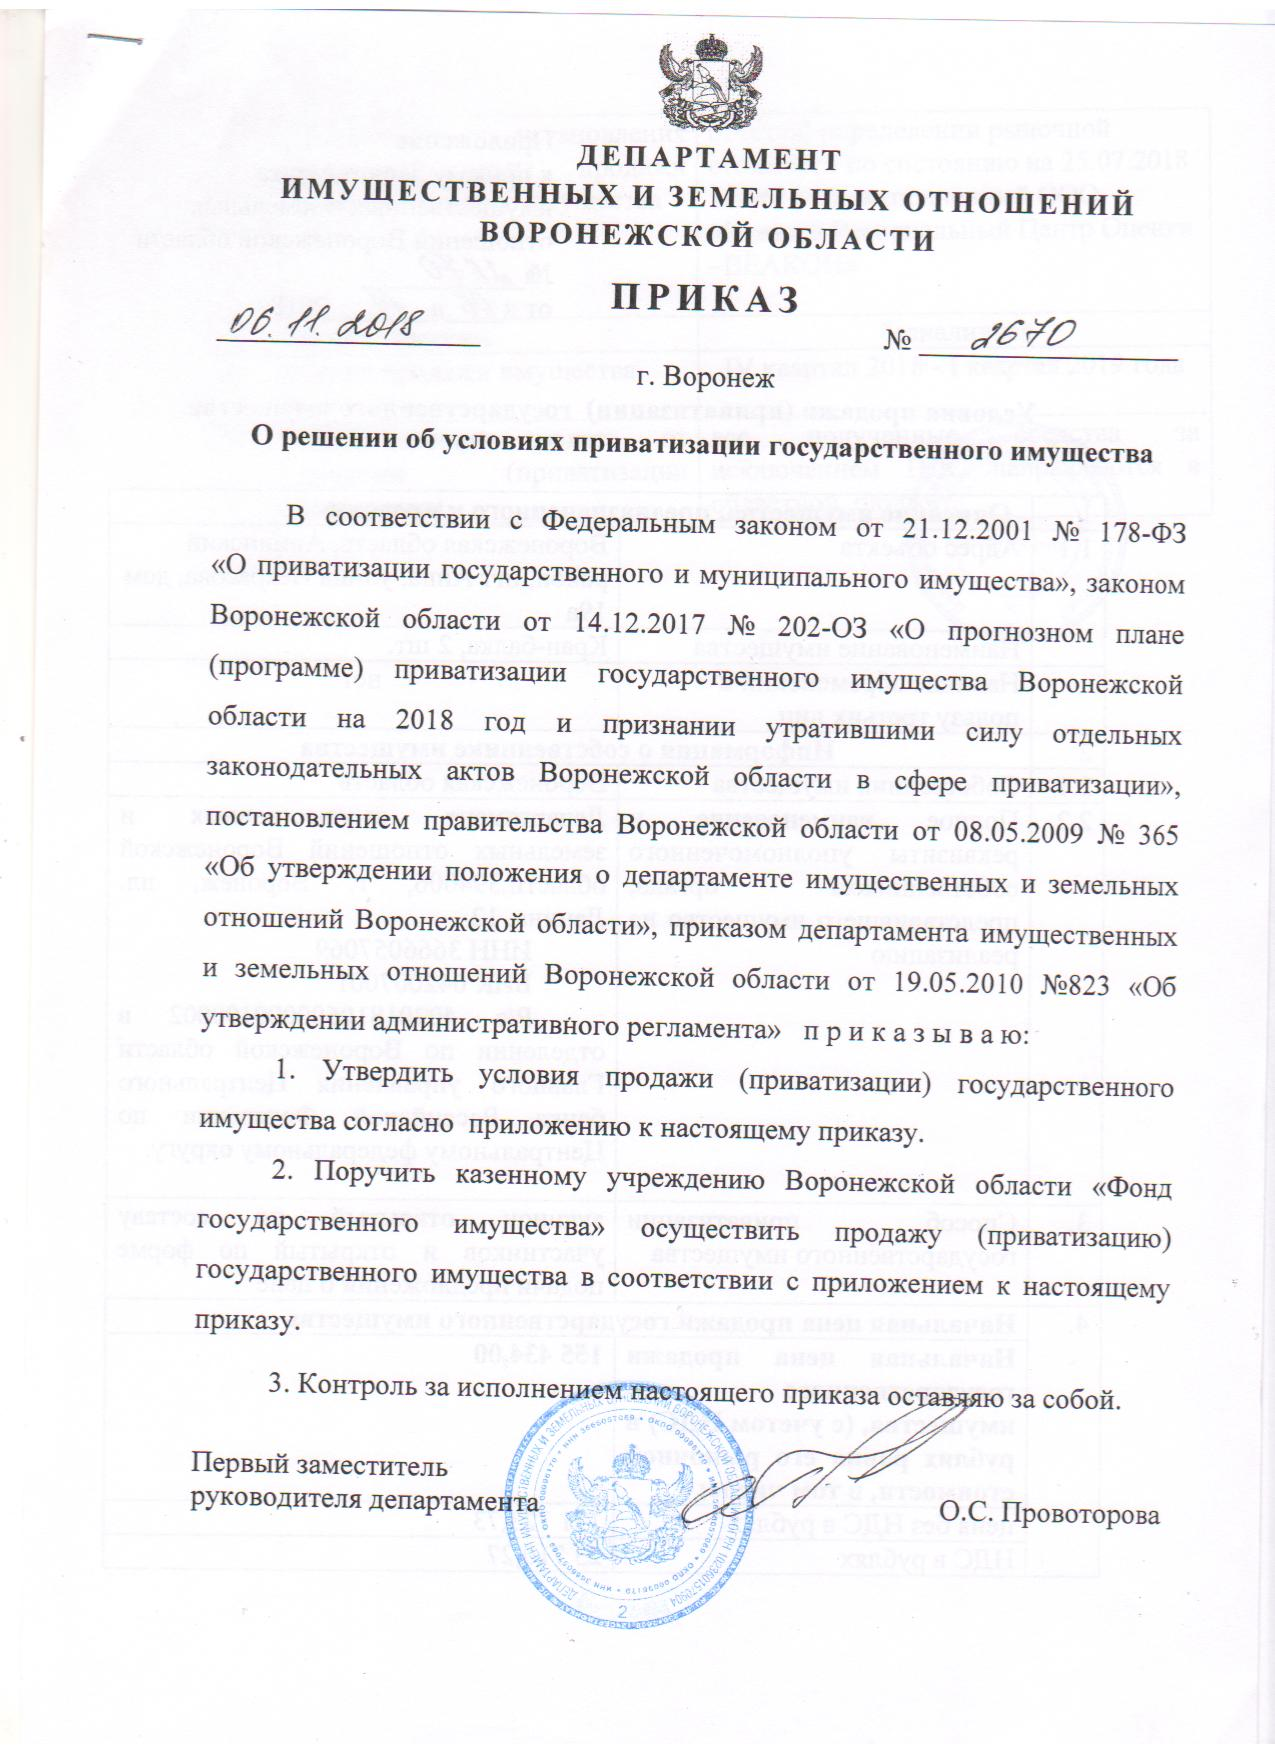 ДЕПАРТАМЕНТ
ИМУЩЕСТВЕННЫХ И ЗЕМЕЛЬНЫХ ОТНОШЕНИЙ
ВОРОНЕЖСКОЙ ОБЛАСТИ
ПРИКАЗ
06.11.2018 № 2670
г. Воронеж
О решении об условиях приватизации государственного имущества
В соответствии с Федеральным законом от 21.12.2001 № 178-ФЗ
«О приватизации государственного и муниципального имущества», законом
Воронежской области от 14.12.2017 № 202-ОЗ «О прогнозном плане
(программе) приватизации государственного имущества Воронежской
области на 2018 год и признании утратившими силу отдельных
законодательных актов Воронежской области в сфере приватизации»,
постановлением правительства Воронежской области от 08.05.2009 № 365
«Об утверждении положения о департаменте имущественных и земельных
отношений Воронежской области», приказом департамента имущественных
и земельных отношений Воронежской области от 19.05.2010 №823 «Об
утверждении административного регламента» п р и к а з ы в а ю:
1. Утвердить условия продажи (приватизации) государственного
имущества согласно приложению к настоящему приказу.
2. Поручить казенному учреждению Воронежской области «Фонд
государственного имущества» осуществить продажу (приватизацию)
государственного имущества в соответствии с приложением к настоящему
приказу.
3. Контроль за исполнением настоящего приказа оставляю за собой.
Первый заместитель
руководителя департамента О.С. Провоторова
ДЕПАРТАМЕНТ ИМУЩЕСТВЕННЫХ И ЗЕМЕЛЬНЫХ ОТНОШЕНИЙ ВОРОНЕЖСКОЙ ОБЛАСТИ
2